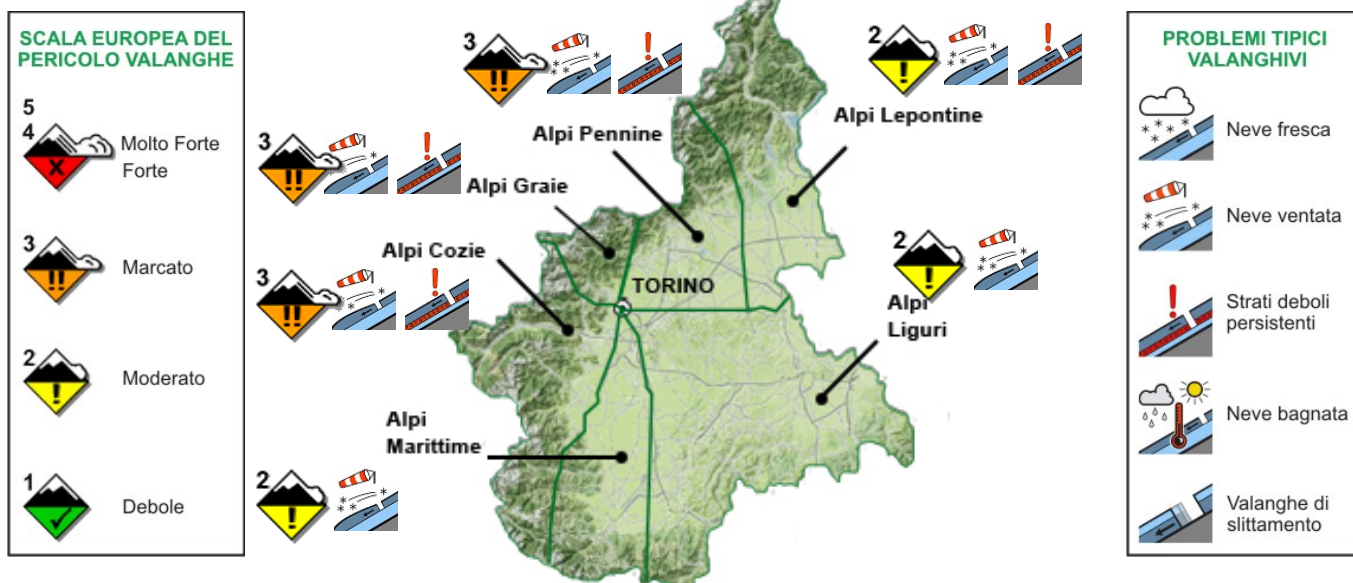 SCALA EUROPEA DEL
PERICOLO VALANGHE
5
4
Molto Forte
Forte
3
Marcato
2
Moderato
1
Debole
3
3
3
2
2
2
Alpi Pennine
Alpi Lepontine
Alpi Graie
Alpi Cozie
TORINO
Alpi
Liguri
Alpi
Marittime
PROBLEMI TIPICI
VALANGHIVI
Neve fresca
Neve ventata
Strati deboli
persistenti
Neve bagnata
Valanghe di
slittamento